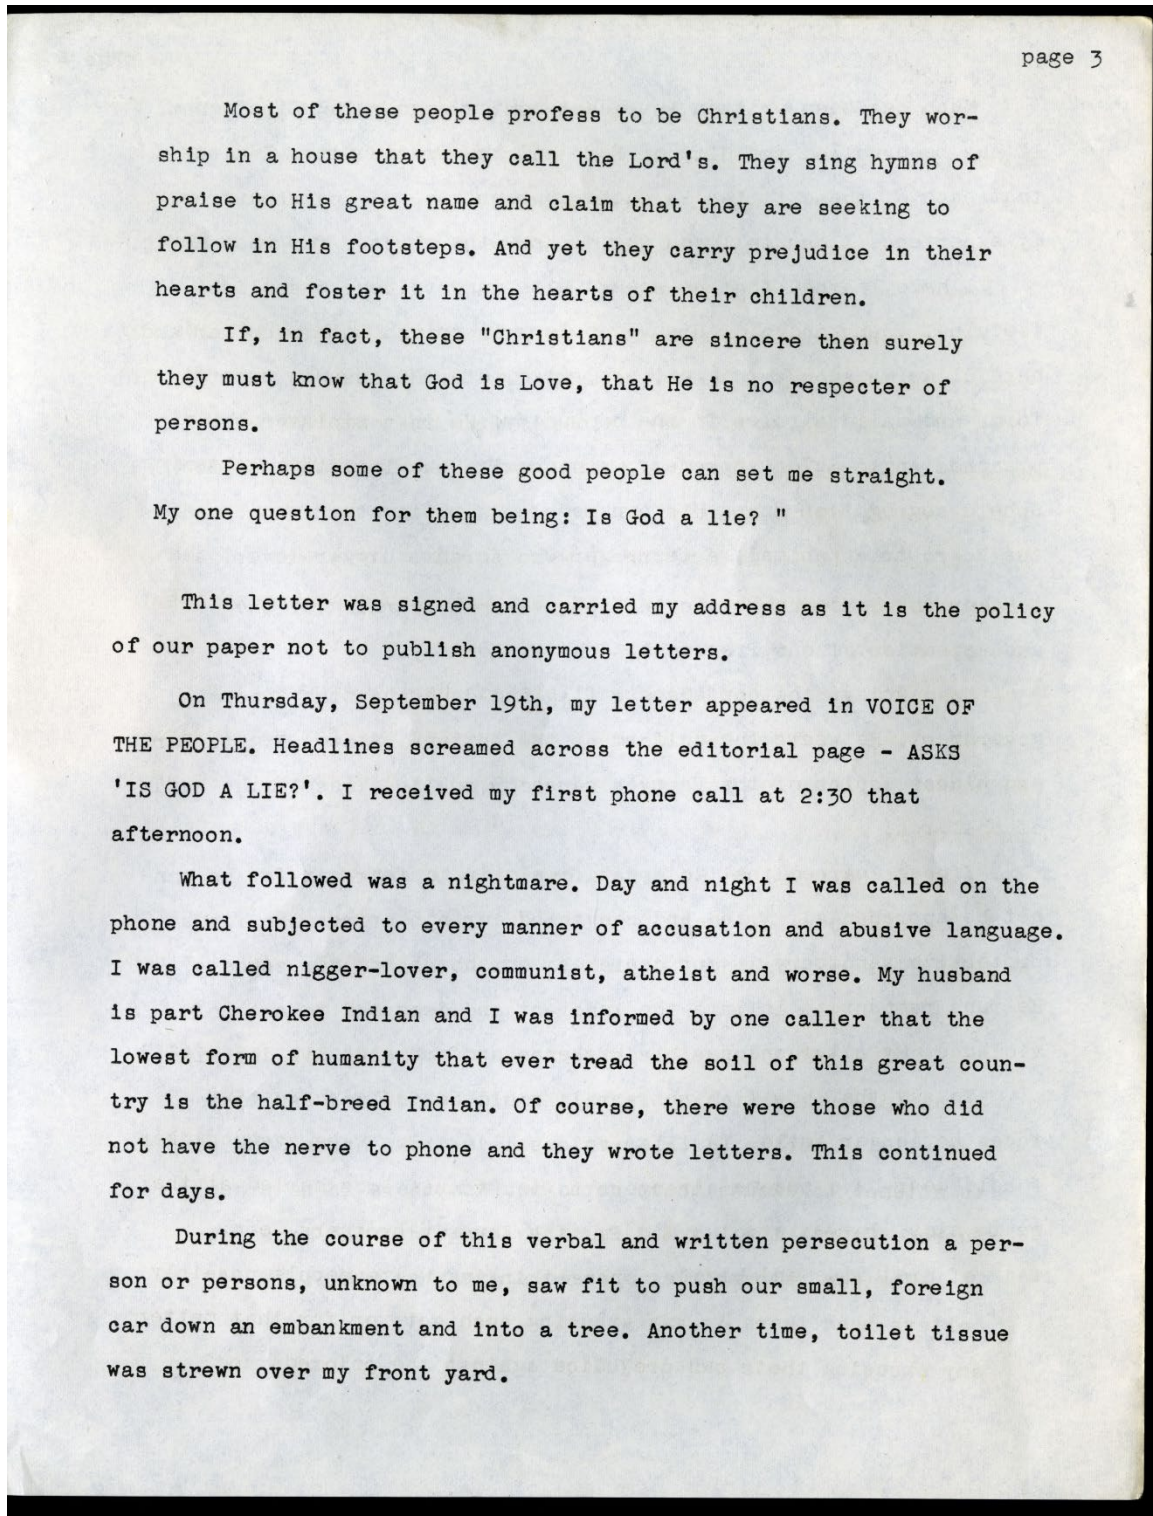 page 3
Most of these people profess to be Christians. They wor-
ship in a house that they call the Lord's. They sing hymns of
praise to His great name and claim that they are seeking to
follow in His footsteps. And yet they carry prejudice in their
hearts and foster it in the hearts of their children.
If, in fact, these "Christians" are sincere then surely
they must know that God is Love, that He is no respecter of
persons.
Perhaps some of these good people can set me straight.
My one question for them being: Is God a lie? "
This letter was signed and carried my address as it is the policy
of our paper not to publish anonymous letters.
On Thursday, September 19th, my letter appeared in VOICE OF
THE PEOPLE. Headlines screamed across the editorial page - ASKS
'IS GOD A LIE?'. I received my first phone call at 2:30 that
afternoon.
What followed was a nightmare. Day and night I was called on the
phone and subjected to every manner of accusation and abusive language.
I was called nigger-lover, communist, atheist and worse. My husband
is part Cherokee Indian and I was informed by one caller that the
lowest form of humanity that ever tread the soil of this great coun-
try is the half-breed Indian. Of course, there were those who did
not have the nerve to phone and they wrote letters. This continued
for days.
During the course of this verbal and written persecution a per-
son or persons, unknown to me, saw fit to push our small, foreign
car down an embankment and into a tree. Another time, toilet tissue
was strewn over my front yard.